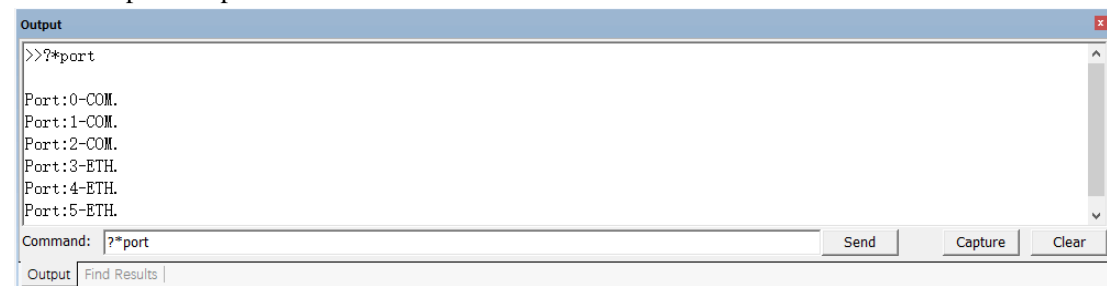 Output
>>?*port
Port:0-COM.
Port:1-COM.
Port:2-COM.
Port:3-ETH.
Port:4-ETH.
Port:5-ETH.
Command: ?*port Send Capture Clear
Output Find Results